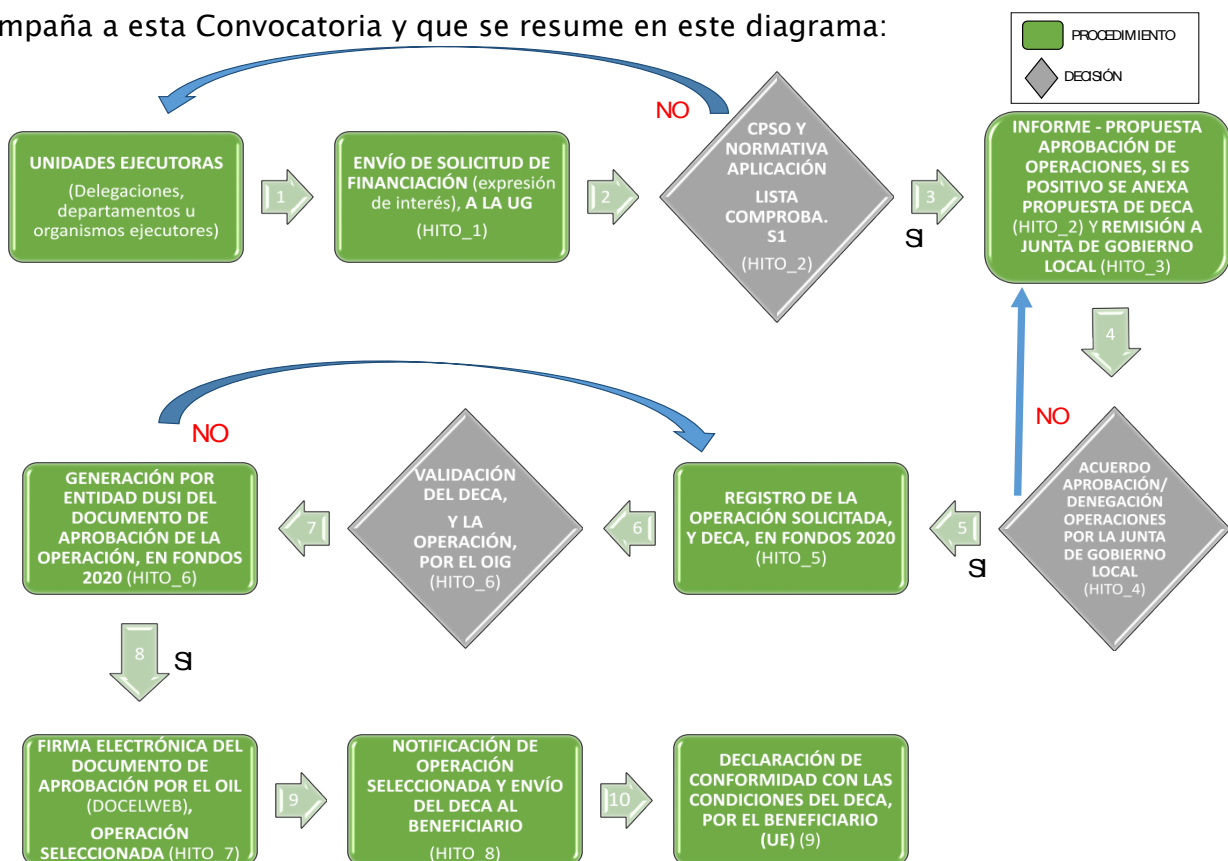 mpaña a esta Convocatoria y que se resume en este diagrama:
PROCEDIMIENTO
DECISIÓN
UNIDADES EJECUTORAS
(Delegaciones,
departamentos u
organismos ejecutores)
1
ENVÍO DE SOLICITUD DE
FINANCIACIÓN (expresión
de interés), A LA UG
(HITO_1)
2
NO
CPSO Y
NORMATIVA
APLICACIÓN
LISTA
COMPROBA.
S1
(HITO_2)
3
SI
INFORME - PROPUESTA
APROBACIÓN DE
OPERACIONES, SI ES
POSITIVO SE ANEXA
PROPUESTA DE DECA
(HITO_2) Y REMISIÓN A
JUNTA DE GOBIERNO
LOCAL (HITO_3)
4
NO
ACUERDO
APROBACIÓN/
DENEGACIÓN
OPERACIONES
POR LA JUNTA
DE GOBIERNO
LOCAL
(HITO_4)
5
SI
REGISTRO DE LA
OPERACIÓN SOLICITADA,
Y DECA, EN FONDOS 2020
(HITO_5)
6
VALIDACIÓN
DEL DECA,
Y LA
OPERACIÓN,
POR EL OIG
(HITO_6)
7
NO
GENERACIÓN POR
ENTIDAD DUSI DEL
DOCUMENTO DE
APROBACIÓN DE LA
OPERACIÓN, EN FONDOS
2020 (HITO_6)
8
SI
FIRMA ELECTRÓNICA DEL
DOCUMENTO DE
APROBACIÓN POR EL OIL
(DOCELWEB),
OPERACIÓN
SELECCIONADA (HITO_7)
9
NOTIFICACIÓN DE
OPERACIÓN
SELECCIONADA Y ENVÍO
DEL DECA AL
BENEFICIARIO
(HITO_8)
10
DECLARACIÓN DE
CONFORMIDAD CON LAS
CONDICIONES DEL DECA,
POR EL BENEFICIARIO
(UE) (9)